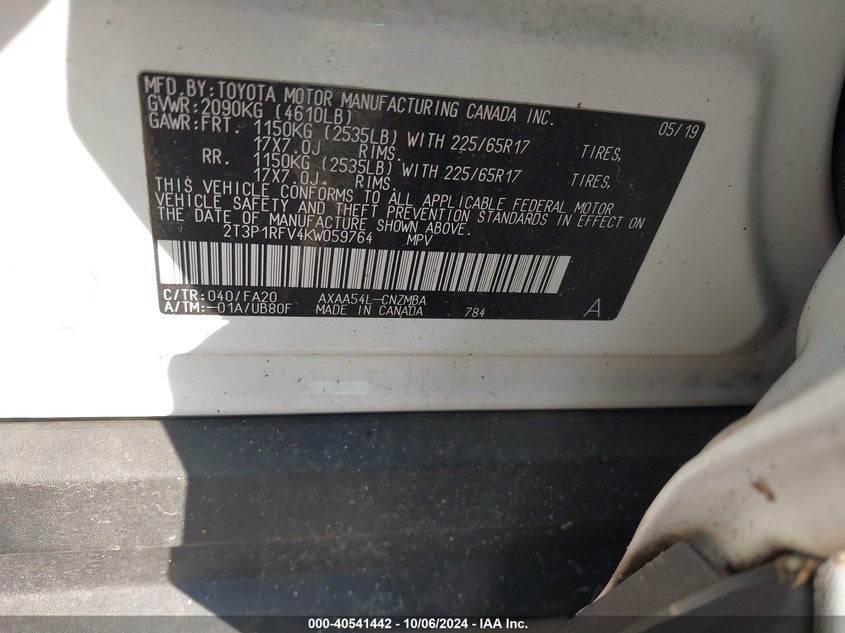 MFD.BY:TOYOTA MOTOR MANUFACTURING CANADA INC.
GVWR:2090KG (4610LB) 05/19
GAWR:FRT. 1150KG (2535LB) WITH 225/65R17 TIRES,
17X7.0J RIMS.
RR. 1150KG (2535LB) WITH 225/65R17 TIRES,
17X7.0J. RIMS.
THIS VEHICLE CONFORMS TO ALL APPLICABLE FEDERAL MOTOR
VEHICLE SAFETY AND THEFT PREVENTION STANDARDS IN EFFECT ON
THE DATE OF MANUFACTURE SHOWN ABOVE.
2T3P1RFV4KW059764 MPV
C/TR:040/FA20 AXAA54L-CNZMBA
A/TM:-01A/UB80F MADE IN CANADA 784 A
000-40541442 - 10/06/2024 - IAA Inc.